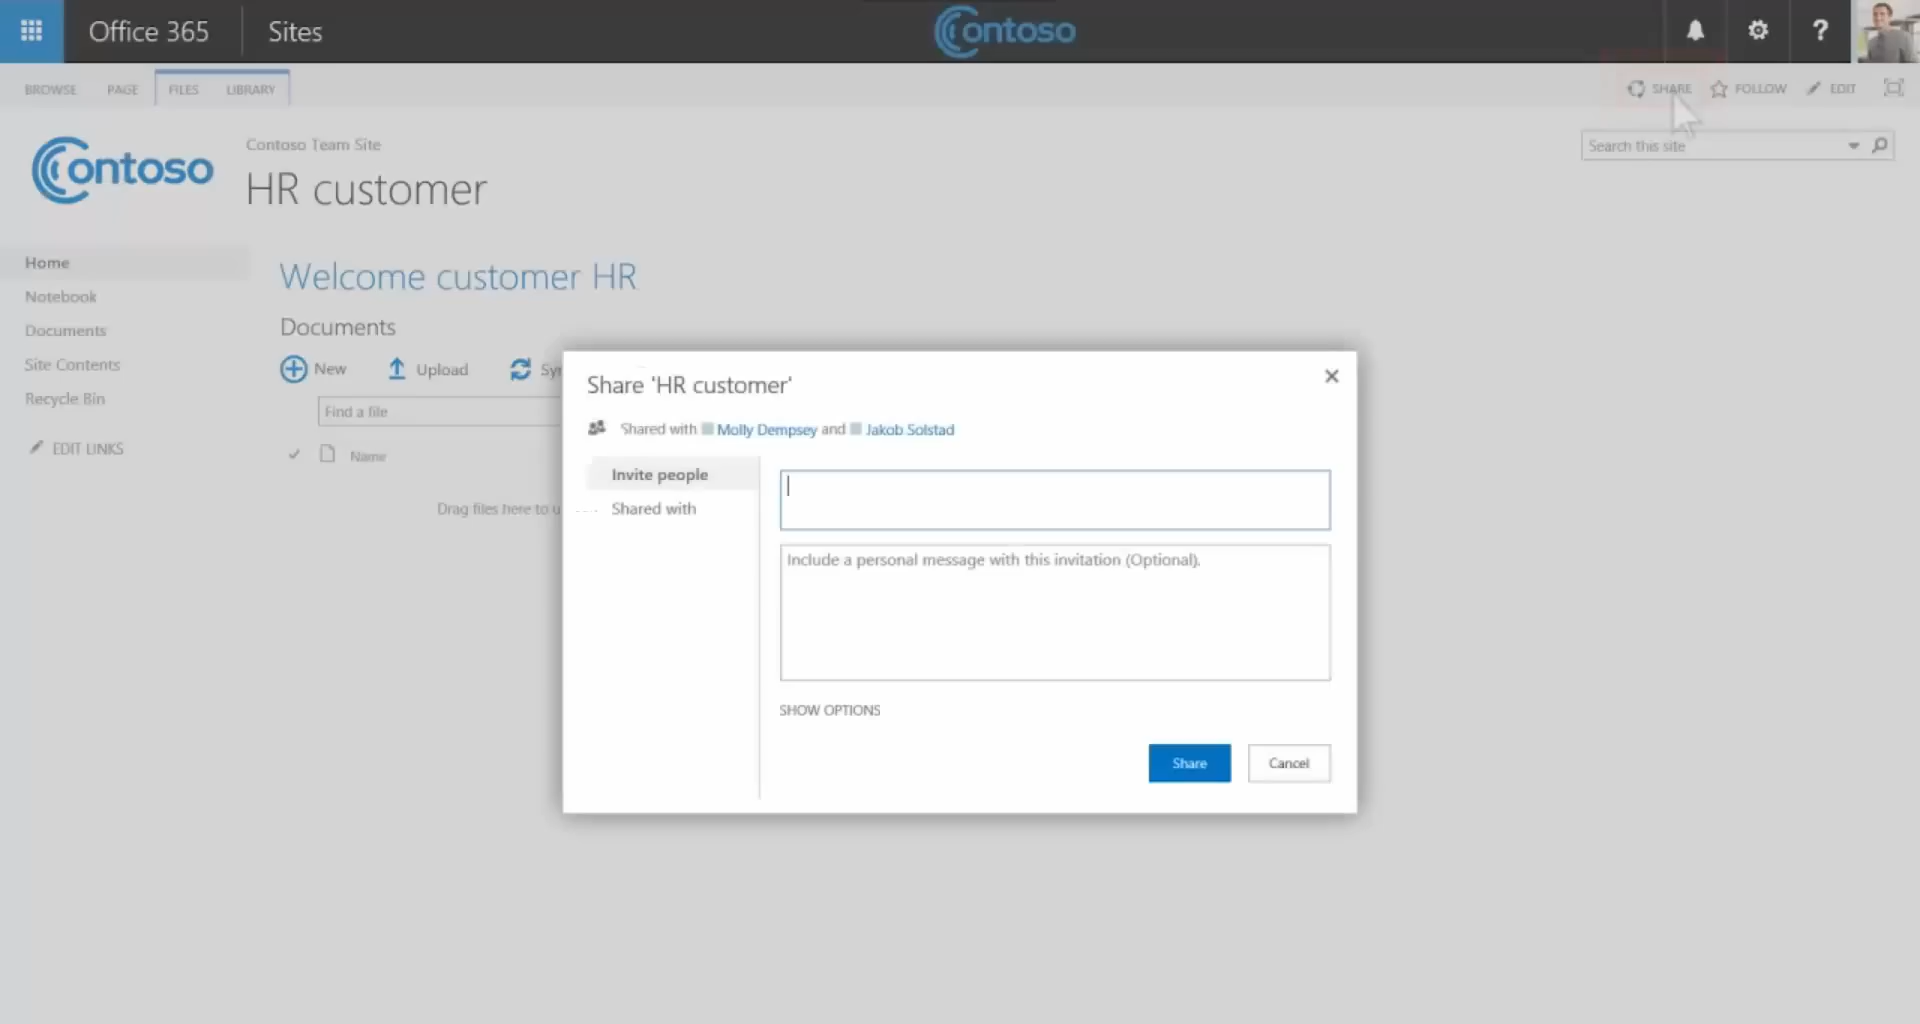 Office 365 Sites Contoso ?
BROWSE PAGE FILES LIBRARY SHARE FOLLOW EDIT
Contoso
Contoso Team Site
HR customer
Search this site
Home
Notebook
Documents
Site Contents
Recycle Bin
EDIT LINKS
Welcome customer HR
Documents
New Upload
Find a file
Name
Drag files here to
Share 'HR customer'
Shared with Molly Dempsey and Jakob Solstad
Invite people
Shared with
Include a personal message with this invitation (Optional).
SHOW OPTIONS
Share Cancel